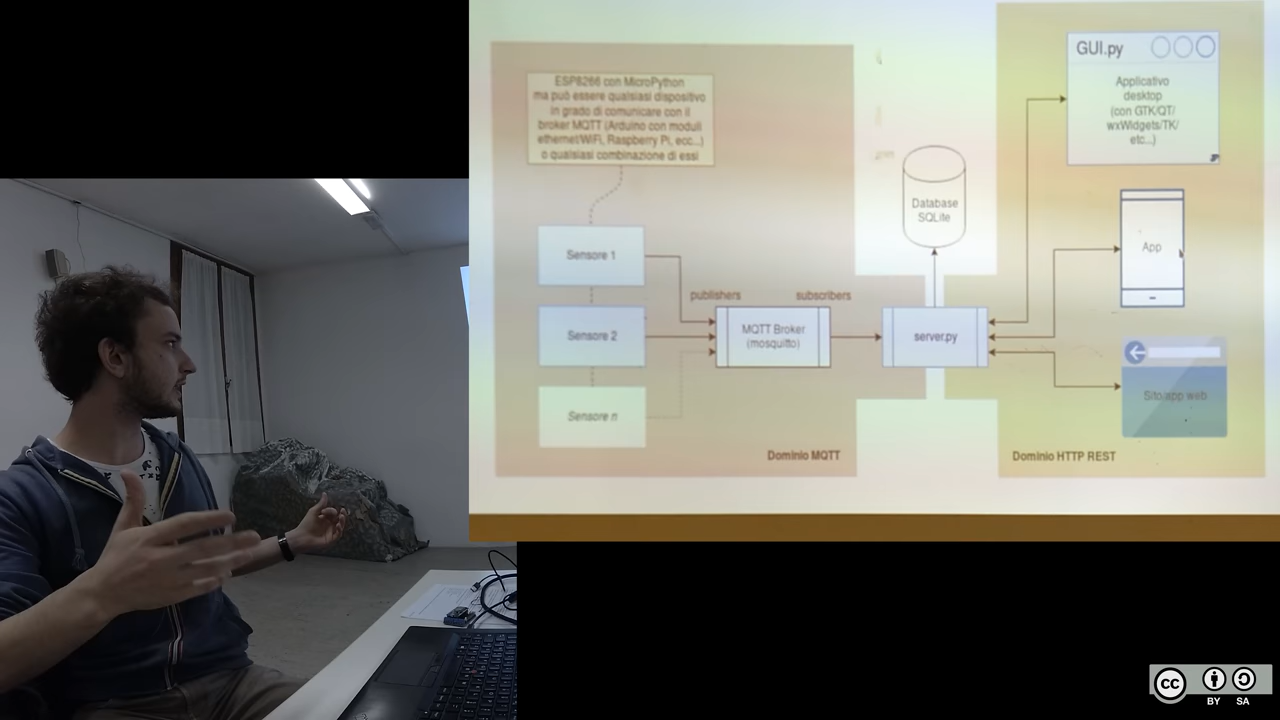 ESP8266 con MicroPython
ma può essere qualsiasi dispositivo
in grado di comunicare con il
broker MQTT (Arduino con moduli
ethernet/WiFi, Raspberry Pi, ecc...)
o qualsiasi combinazione di essi
Sensore 1
Sensore 2
Sensore n
publishers
subscribers
MQTT Broker
(mosquitto)
Dominio MQTT
Database
SQLite
server.py
GUI.py
Applicativo
desktop
(con GTK/QT/
wxWidgets/TK/
etc...)
App
Sito app web
Dominio HTTP REST
cc
BY SA